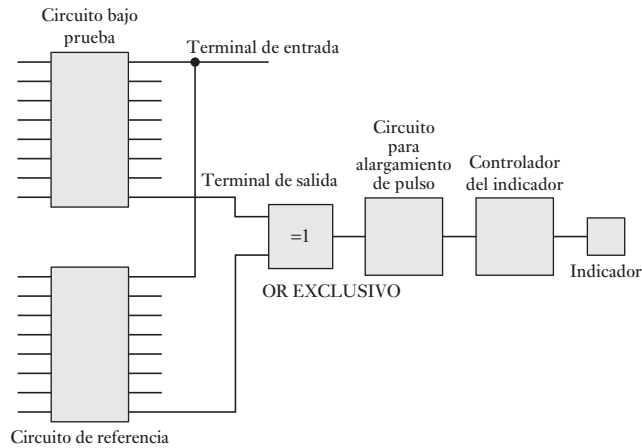 Circuito bajo
prueba
Terminal de entrada
Circuito
para
alargamiento
de pulso
Controlador
del indicador
Terminal de salida
=1
Indicador
OR EXCLUSIVO
Circuito de referencia